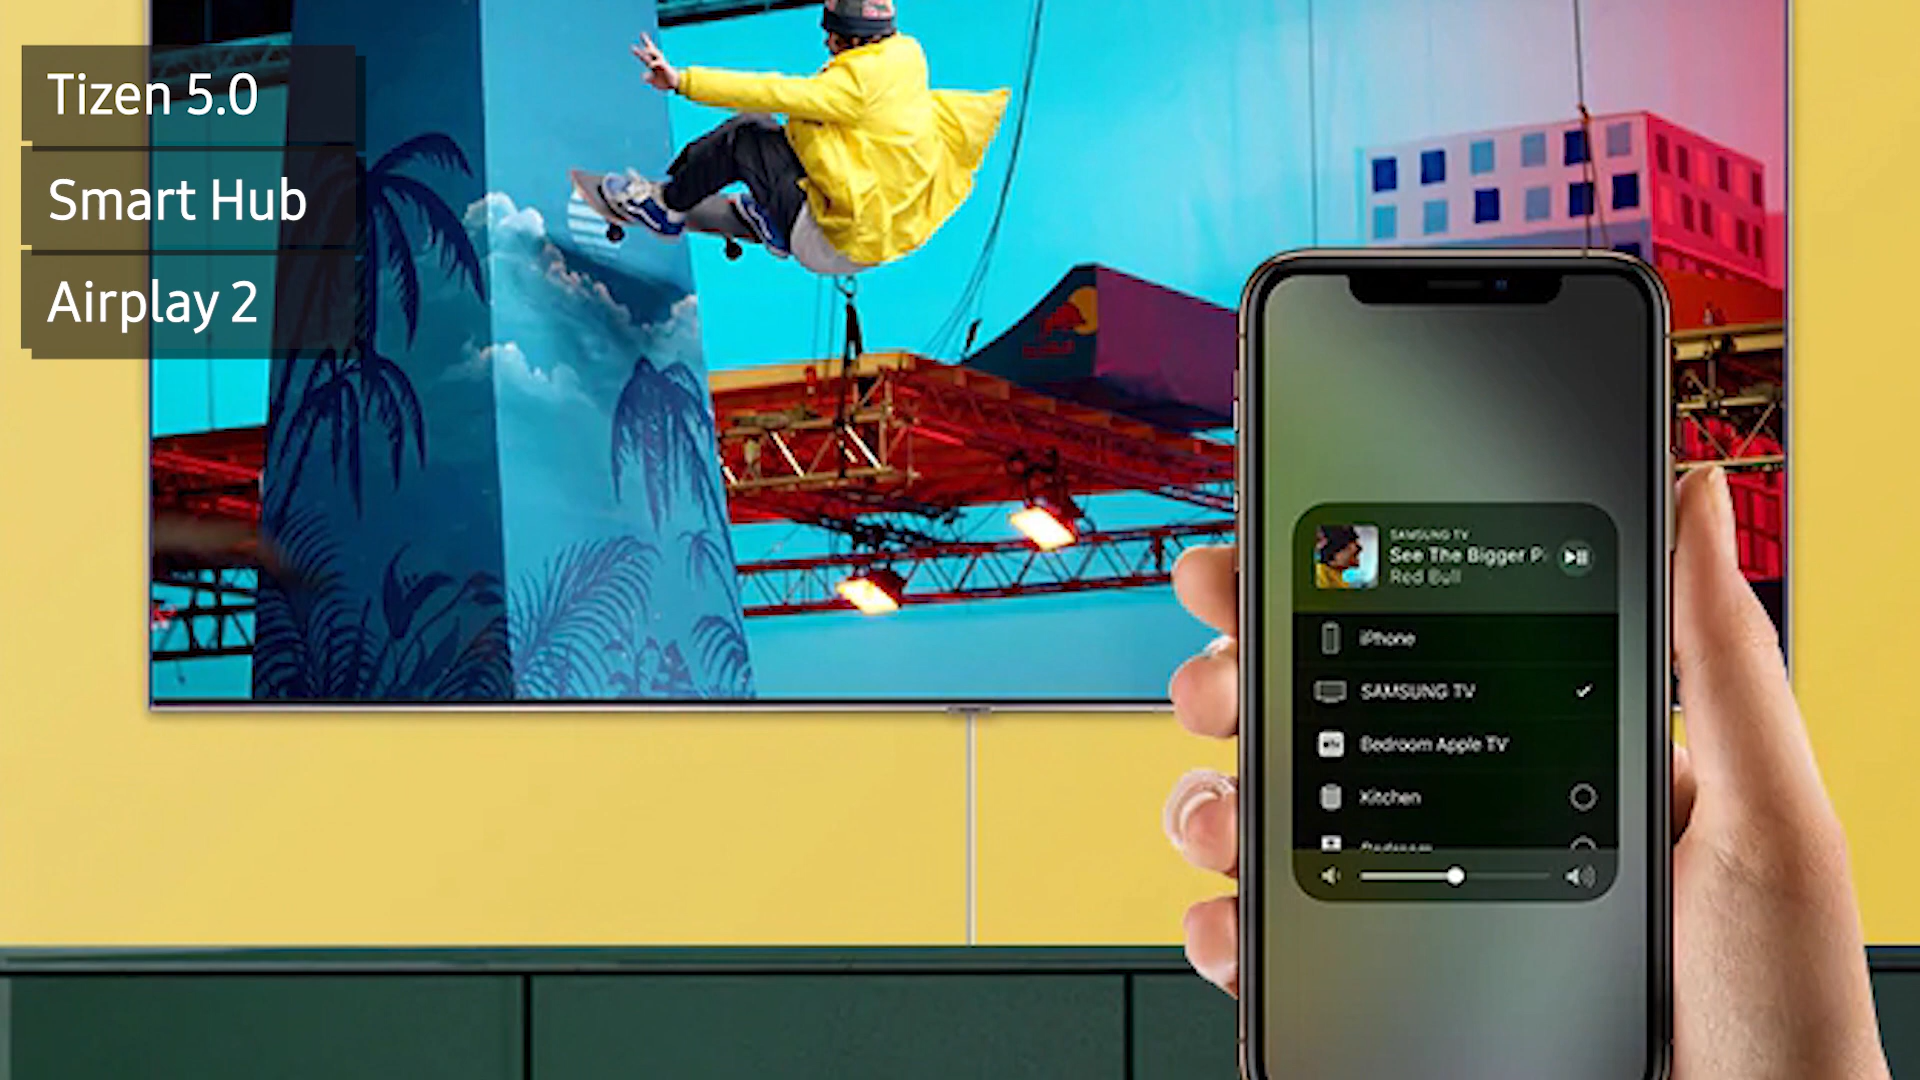 Tizen 5.0
Smart Hub
Airplay 2
SAMSUNG TV
See The Bigger P
Red Bull
iPhone
SAMSUNG TV
Bedroom Apple TV
Kitchen